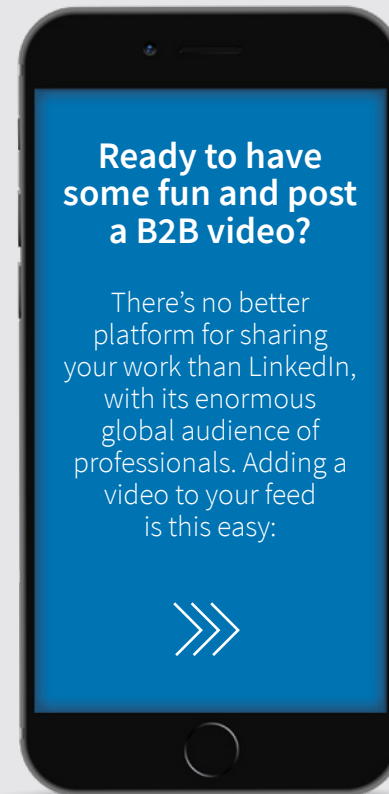 Ready to have
some fun and post
a B2B video?
There’s no better
platform for sharing
your work than LinkedIn,
with its enormous
global audience of
professionals. Adding a
video to your feed
is this easy: